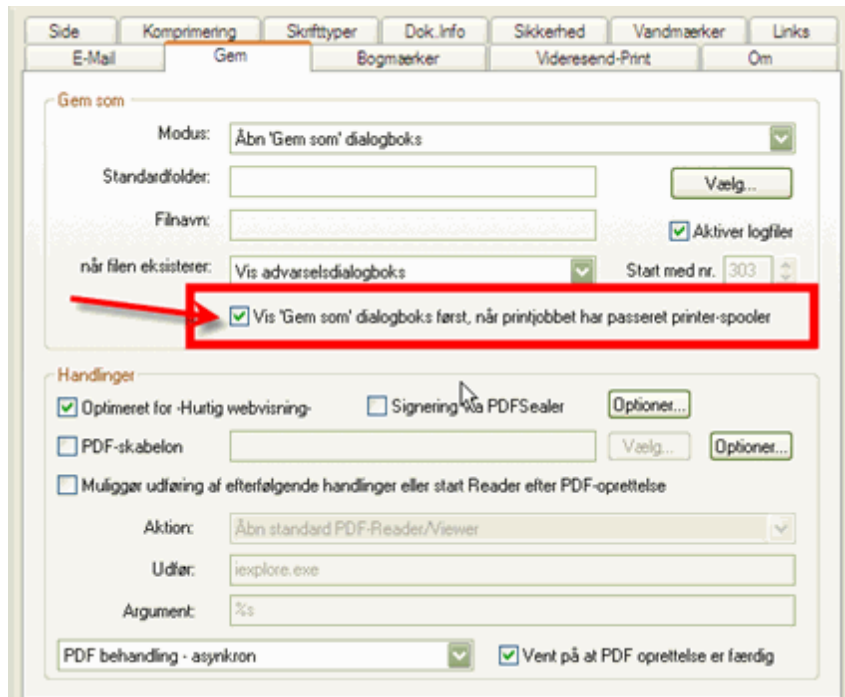 Side Komprimering Skrifttyper Dok.Info Sikkerhed Vandmærker Links
E-Mail Gem Bogmærker Videresend-Print Om
Gem som
Modus: Åbn 'Gem som' dialogboks
Standardfolder: Vælg...
Filnavn: Aktiver logfiler
når filen eksisterer: Vis advarselsdialogboks Start med nr. 303
Vis 'Gem som' dialogboks først, når printjobbet har passeret printer-spooler
Handlinger
Optimeret for -Hurtig webvisning- Signering via PDFSealer Optioner...
PDF-skabelon Vælg... Optioner...
Muliggør udføring af efterfølgende handlinger eller start Reader efter PDF-oprettelse
Aktion: Åbn standard PDF-Reader/Viewer
Udfør: iexplore.exe
Argument: %s
PDF behandling - asynkron Vent på at PDF oprettelse er færdig